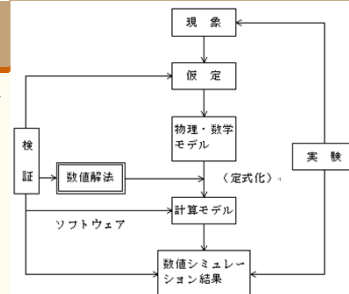 現象
仮定
物理・数学
モデル
検
証
数値解法
〈定式化〉
実験
ソフトウェア
計算モデル
数値シミュレー
ション結果